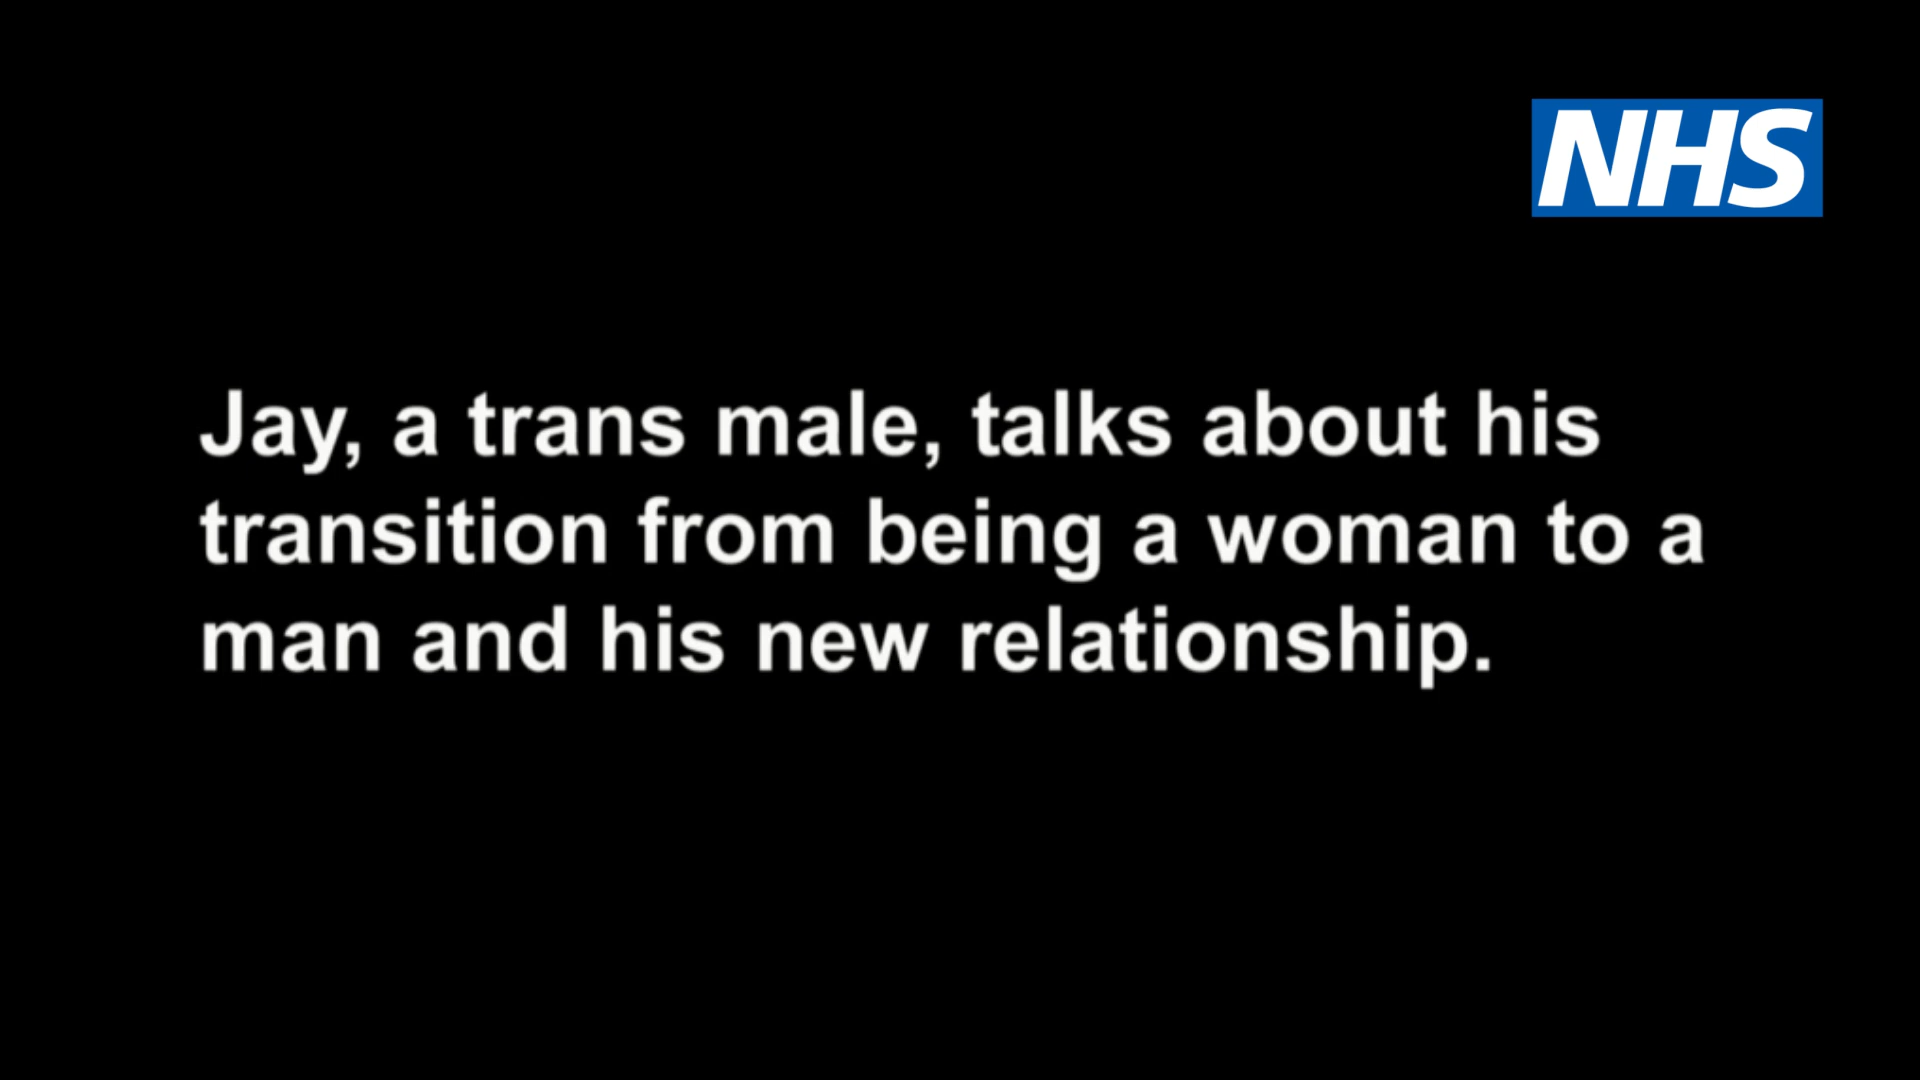 NHS
Jay, a trans male, talks about his
transition from being a woman to a
man and his new relationship.